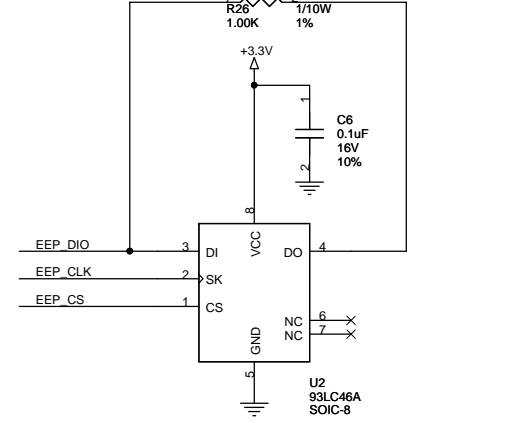 R26
1.00K
1/10W
1%
+3.3V
1
C6
0.1uF
16V
10%
2
8
EEP_DIO
3
DI
VCC
DO
4
EEP_CLK
2
SK
EEP_CS
1
CS
NC
6
NC
7
GND
5
U2
93LC46A
SOIC-8